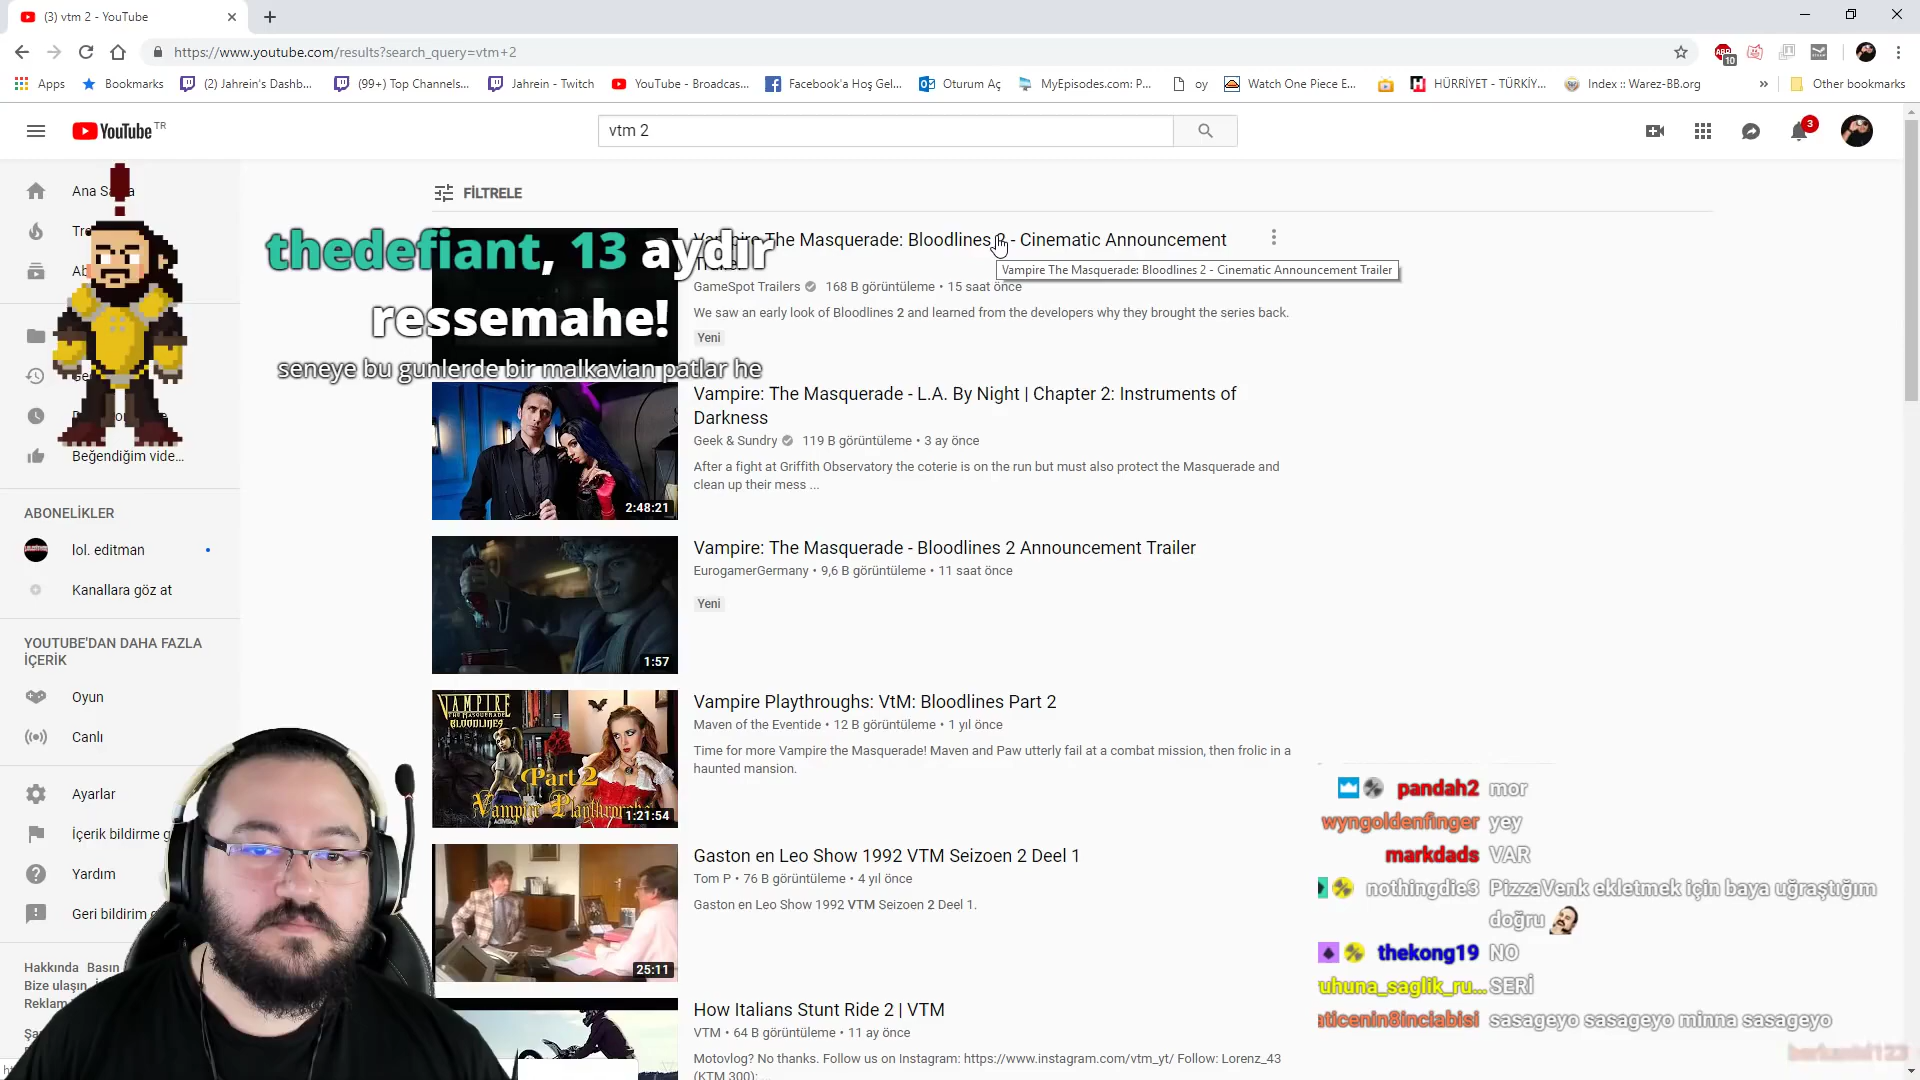 (3) vtm 2 - YouTube
https://www.youtube.com/results?search_query=vtm+2
10
Apps
Bookmarks
(2) Jahrein's Dashb...
(99+) Top Channels...
Jahrein - Twitch
YouTube - Broadcas...
Facebook'a Hoş Gel...
Oturum Aç
MyEpisodes.com: P...
oy
Watch One Piece E...
HÜRRİYET - TÜRKİY...
Index :: Warez-BB.org
»
Other bookmarks
YouTube TR
vtm 2
3
FİLTRELE
thedefiant, 13 aydır
ressemahe!
seneye bu gunlerde bir malkavian patlar he
Beğendiğim vide...
ABONELİKLER
lol. editman
Kanallara göz at
YOUTUBE'DAN DAHA FAZLA
İÇERİK
Oyun
Canlı
Ayarlar
İçerik bildirme g
Yardım
Geri bildirim
Hakkında Basın
Bize ulaşın
Reklam
The Masquerade: Bloodlines 2 - Cinematic Announcement
Vampire The Masquerade: Bloodlines 2 - Cinematic Announcement Trailer
GameSpot Trailers 168 B görüntüleme • 15 saat önce
We saw an early look of Bloodlines 2 and learned from the developers why they brought the series back.
Yeni
Vampire: The Masquerade - L.A. By Night | Chapter 2: Instruments of
Darkness
Geek & Sundry 119 B görüntüleme • 3 ay önce
After a fight at Griffith Observatory the coterie is on the run but must also protect the Masquerade and
clean up their mess ...
2:48:21
Vampire: The Masquerade - Bloodlines 2 Announcement Trailer
EurogamerGermany • 9,6 B görüntüleme • 11 saat önce
Yeni
1:57
Vampire Playthroughs: VtM: Bloodlines Part 2
Maven of the Eventide • 12 B görüntüleme • 1 yıl önce
Time for more Vampire the Masquerade! Maven and Paw utterly fail at a combat mission, then frolic in a
haunted mansion.
VAMPIRE
BLOODLINES
Part 2
Vampire
1:21:54
Gaston en Leo Show 1992 VTM Seizoen 2 Deel 1
Tom P • 76 B görüntüleme • 4 yıl önce
Gaston en Leo Show 1992 VTM Seizoen 2 Deel 1.
25:11
How Italians Stunt Ride 2 | VTM
VTM • 64 B görüntüleme • 11 ay önce
Motovlog? No thanks. Follow us on Instagram: https://www.instagram.com/vtm_yt/ Follow: Lorenz_43
(KTM 300): ...
pandah2 mor
wyngoldenfinger yey
markdads VAR
nothingdie3 PizzaVenk ekletmek için baya uğraştığım
doğru
thekong19 NO
uhuna_saglik_ru... SERİ
aticenin8inciabisi sasageyo sasageyo minna sasageyo